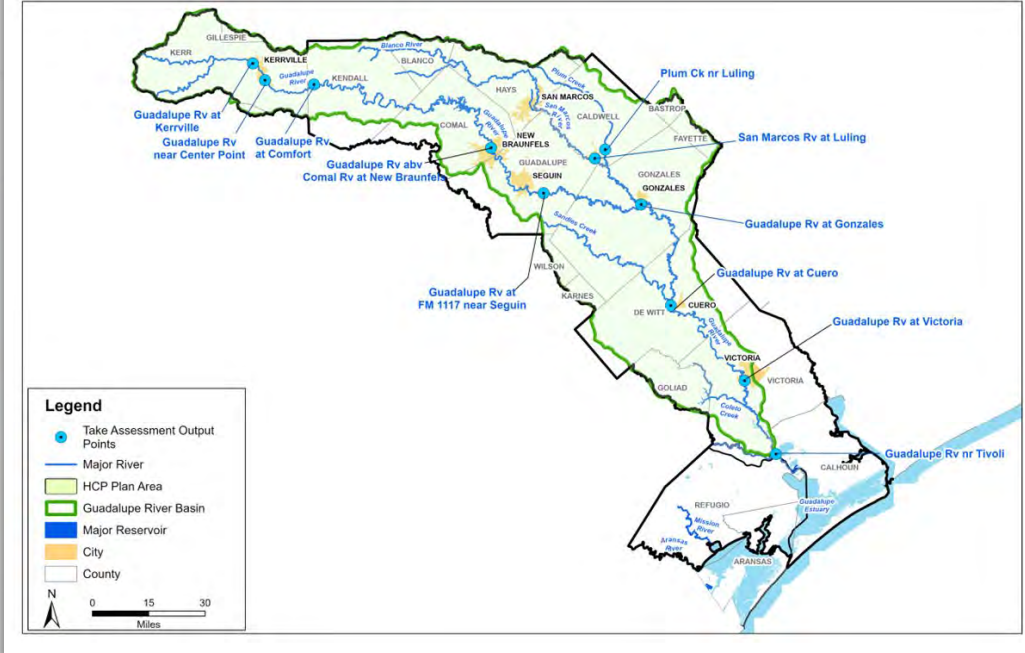 GILLESPIE
KERR
KERRVILLE
Blanco River
BLANCO
Guadalupe
River
KENDALL
HAYS
Plum Creek
SAN MARCOS
San Marcos
River
CALDWELL
BASTROP
FAYETTE
Plum Ck nr Luling
San Marcos Rv at Luling
Guadalupe Rv at
Kerrville
Guadalupe Rv
near Center Point
Guadalupe Rv
at Comfort
COMAL
Guadalupe
River
NEW
BRAUNFELS
Guadalupe Rv abv
Comal Rv at New Braunfels
GUADALUPE
SEGUIN
GONZALES
GONZALES
Guadalupe Rv at Gonzales
Sandies Creek
WILSON
Guadalupe Rv at
FM 1117 near Seguin
KARNES
Guadalupe Rv at Cuero
DE WITT
CUERO
Guadalupe
River
Guadalupe Rv at Victoria
VICTORIA
VICTORIA
GOLIAD
Coleto
Creek
Guadalupe Rv nr Tivoli
CALHOUN
REFUGIO
Guadalupe
Estuary
Mission
River
Aransas
River
ARANSAS
Legend
Take Assessment Output
Points
Major River
HCP Plan Area
Guadalupe River Basin
Major Reservoir
City
County
N
0 15 30
Miles